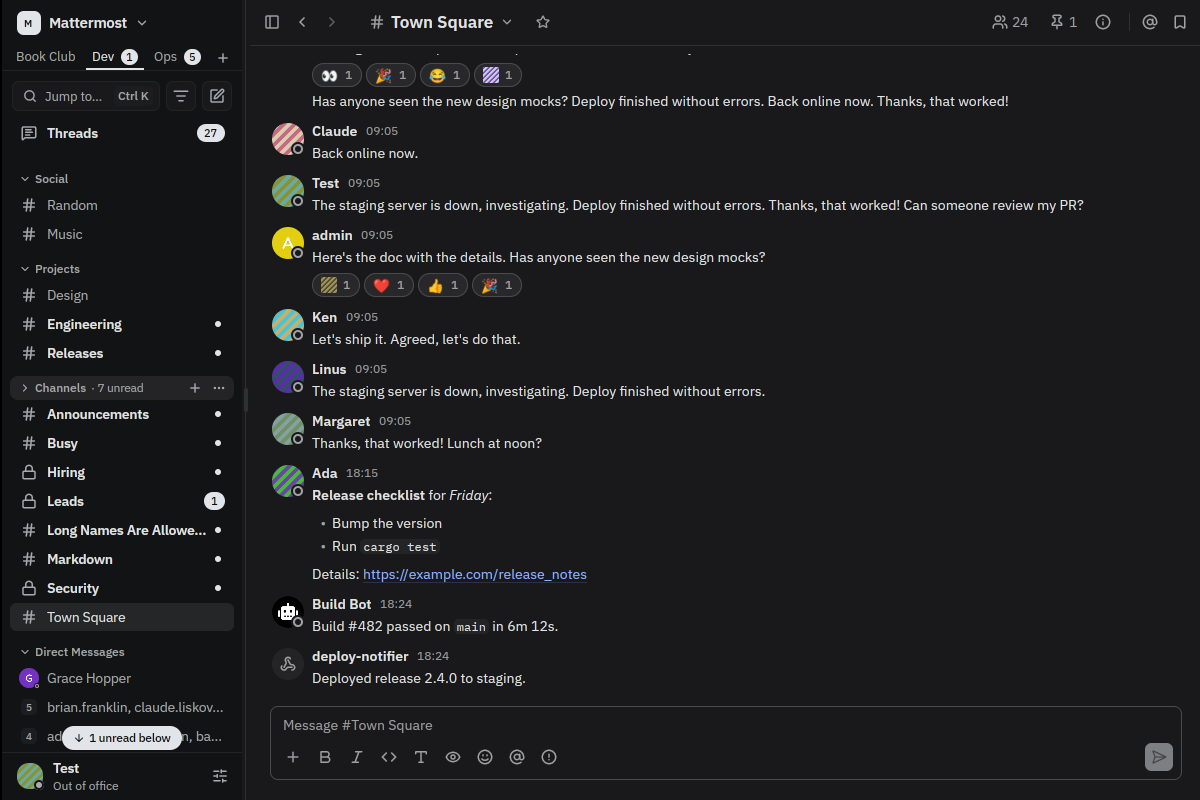 M Mattermost
Book Club Dev 1 Ops 5
Jump to... Ctrl K
Threads 27
Social
Random
Music
Projects
Design
Engineering
Releases
Channels · 7 unread
Announcements
Busy
Hiring
Leads 1
Long Names Are Allowe...
Markdown
Security
Town Square
Direct Messages
G Grace Hopper
5 brian.franklin, claude.liskov...
4 ad n, ba...
1 unread below
Test
Out of office
# Town Square
24 1
1 1 1 1
Has anyone seen the new design mocks? Deploy finished without errors. Back online now. Thanks, that worked!
Claude 09:05
Back online now.
Test 09:05
The staging server is down, investigating. Deploy finished without errors. Thanks, that worked! Can someone review my PR?
A admin 09:05
Here's the doc with the details. Has anyone seen the new design mocks?
1 1 1 1
Ken 09:05
Let's ship it. Agreed, let's do that.
Linus 09:05
The staging server is down, investigating. Deploy finished without errors.
Margaret 09:05
Thanks, that worked! Lunch at noon?
Ada 18:15
Release checklist for Friday:
• Bump the version
• Run cargo test
Details: https://example.com/release_notes
Build Bot 18:24
Build #482 passed on main in 6m 12s.
deploy-notifier 18:24
Deployed release 2.4.0 to staging.
Message #Town Square